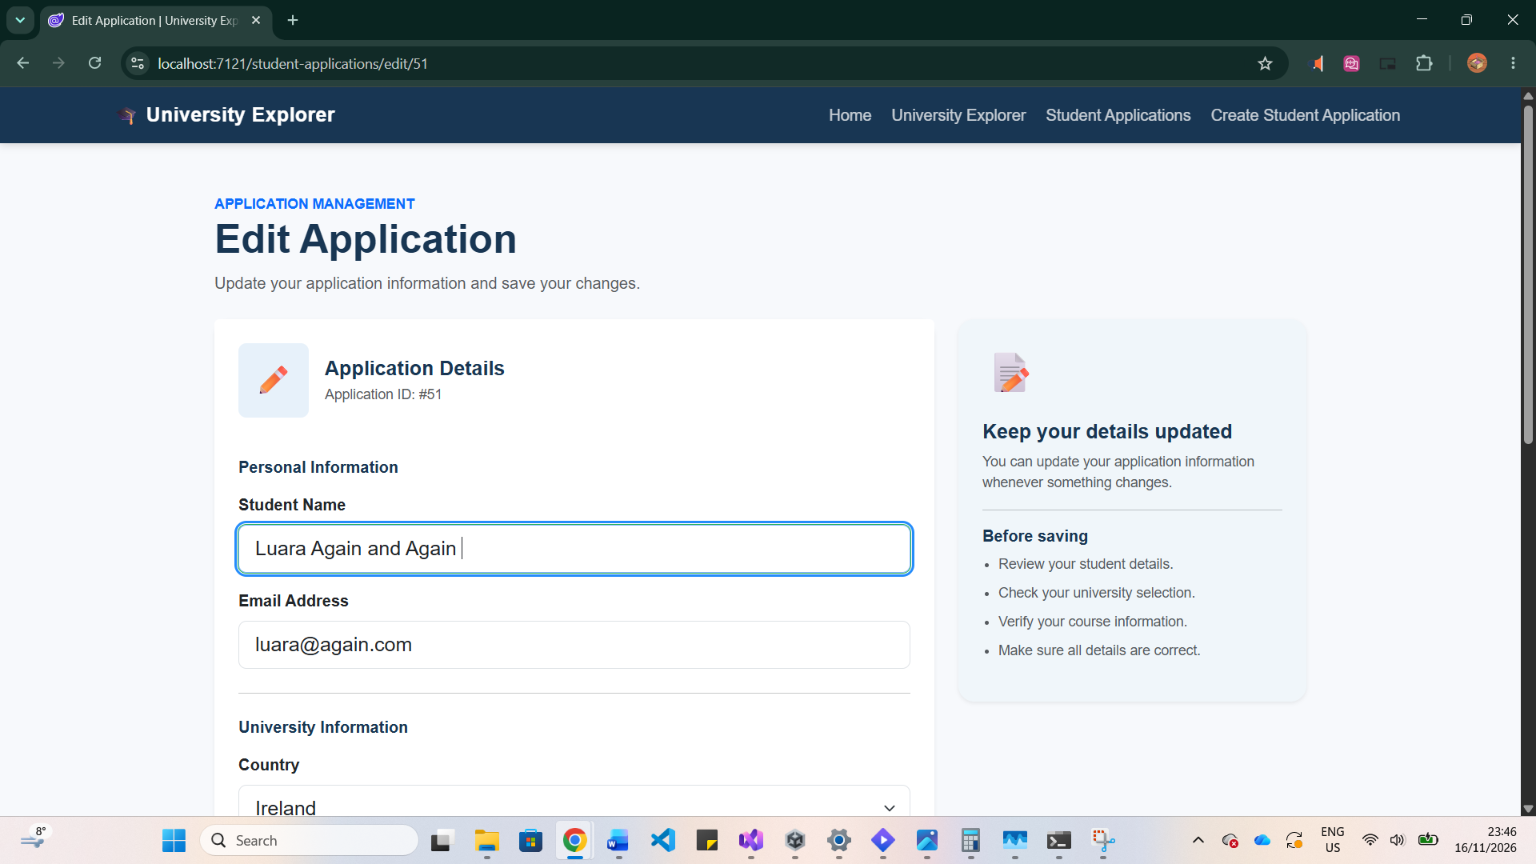 Edit Application | University Exp
localhost:7121/student-applications/edit/51
University Explorer
Home
University Explorer
Student Applications
Create Student Application
APPLICATION MANAGEMENT
Edit Application
Update your application information and save your changes.
Application Details
Application ID: #51
Personal Information
Student Name
Luara Again and Again
Email Address
luara@again.com
University Information
Country
Ireland
Keep your details updated
You can update your application information
whenever something changes.
Before saving
Review your student details.
Check your university selection.
Verify your course information.
Make sure all details are correct.
8°
Search
ENG
US
23:46
16/11/2026